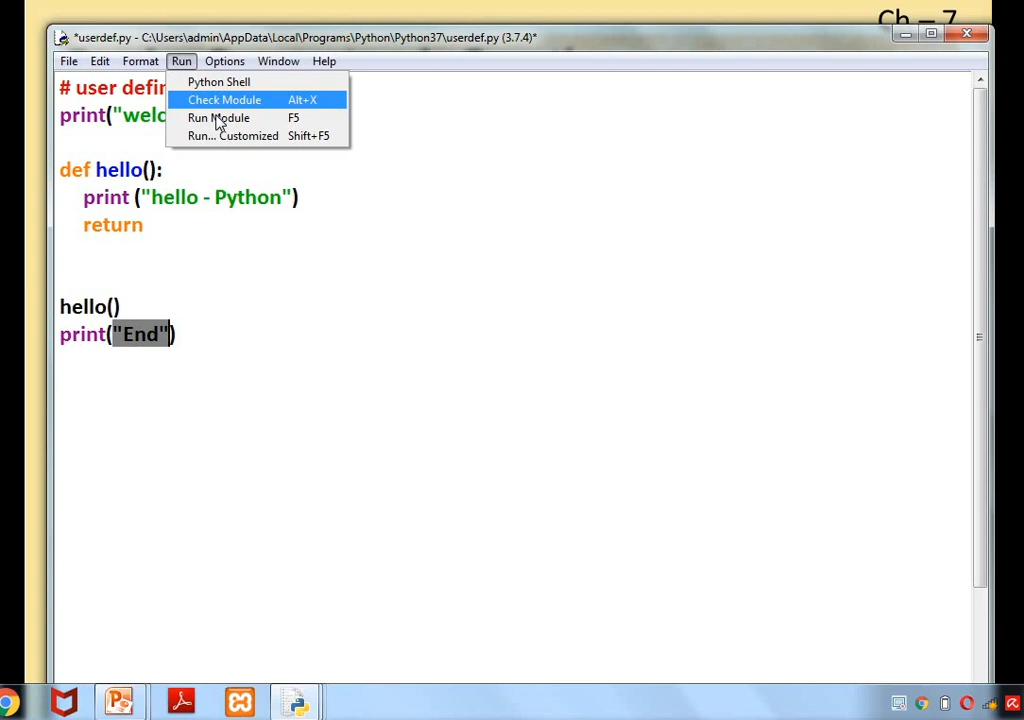 Ch – 7
*userdef.py - C:\Users\admin\AppData\Local\Programs\Python\Python37\userdef.py (3.7.4)*
File Edit Format Run Options Window Help
Python Shell
Check Module Alt+X
Run Module F5
Run... Customized Shift+F5
# user defin
print("welc
def hello():
print ("hello - Python")
return
hello()
print("End")